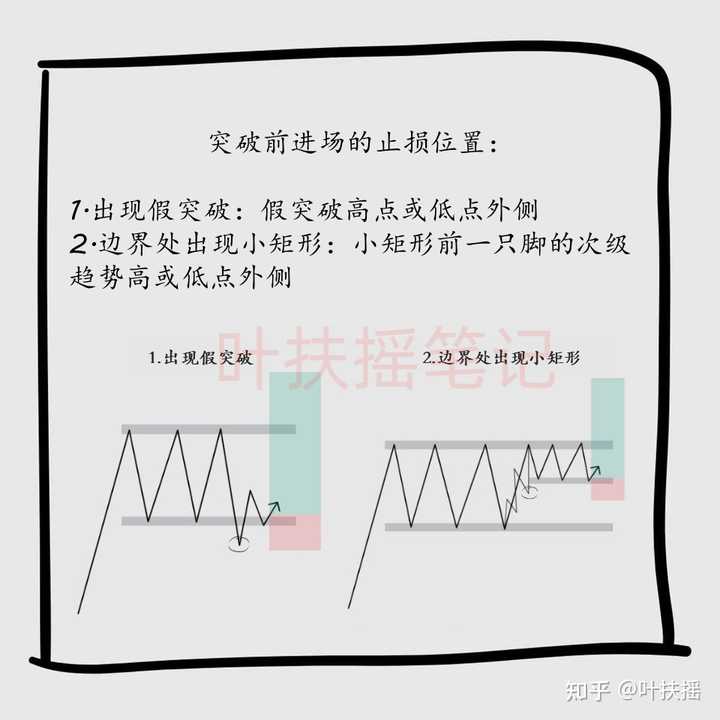 突破前进场的止损位置：
1·出现假突破：假突破高点或低点外侧
2·边界处出现小矩形：小矩形前一只脚的次级
趋势高或低点外侧
叶扶摇笔记
1.出现假突破
2.边界处出现小矩形
知乎 @叶扶摇